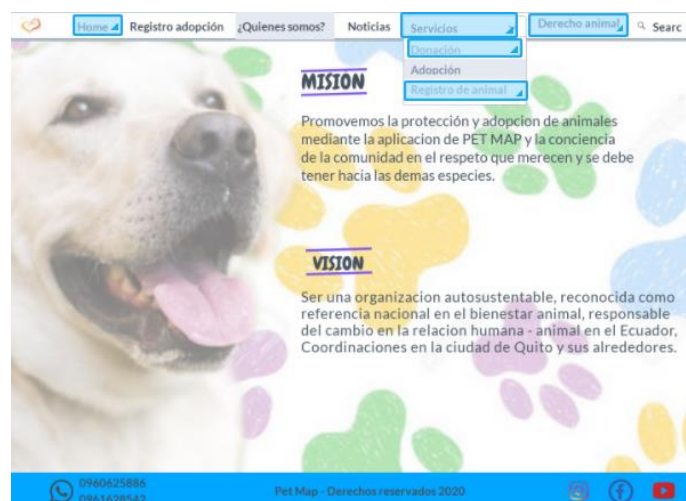 Home Registro adopción ¿Quienes somos? Noticias Servicios Derecho animal Searc
Donación
Adopción
Registro de animal
MISION
Promovemos la protección y adopcion de animales
mediante la aplicacion de PET MAP y la conciencia
de la comunidad en el respeto que merecen y se debe
tener hacia las demas especies.
VISION
Ser una organizacion autosustentable, reconocida como
referencia nacional en el bienestar animal, responsable
del cambio en la relacion humana - animal en el Ecuador,
Coordinaciones en la ciudad de Quito y sus alrededores.
0960625886
0961628542
Pet Map - Derechos reservados 2020